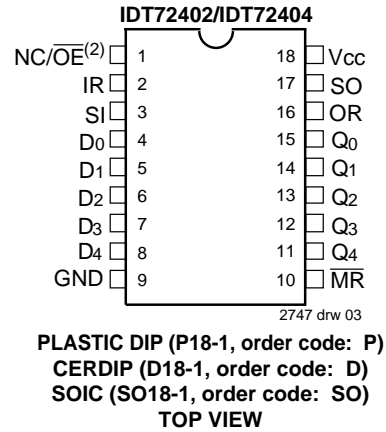 IDT72402/IDT72404
NC/OE(2) 1 18 Vcc
IR 2 17 SO
SI 3 16 OR
D0 4 15 Q0
D1 5 14 Q1
D2 6 13 Q2
D3 7 12 Q3
D4 8 11 Q4
GND 9 10 MR
2747 drw 03
PLASTIC DIP (P18-1, order code: P)
CERDIP (D18-1, order code: D)
SOIC (SO18-1, order code: SO)
TOP VIEW